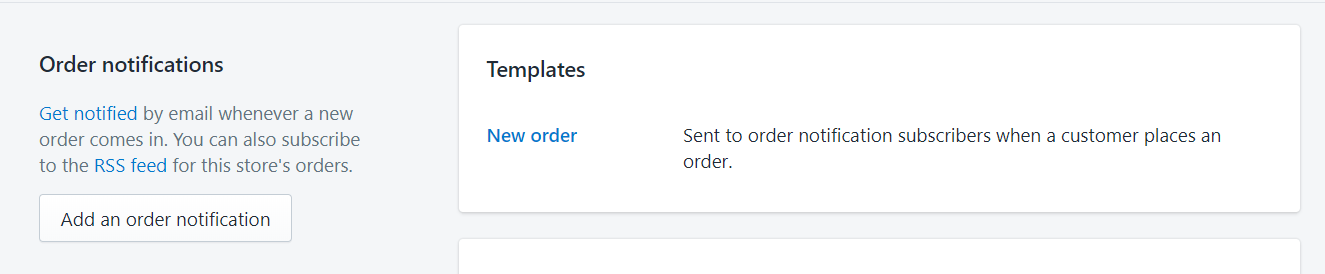 Order notifications
Get notified by email whenever a new
order comes in. You can also subscribe
to the RSS feed for this store's orders.
Add an order notification
Templates
New order
Sent to order notification subscribers when a customer places an
order.